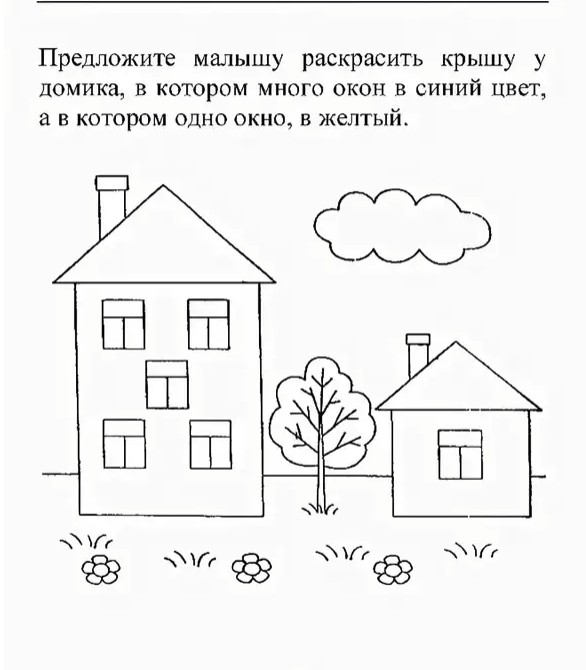 Предложите малышу раскрасить крышу у
домика, в котором много окон в синий цвет,
а в котором одно окно, в желтый.